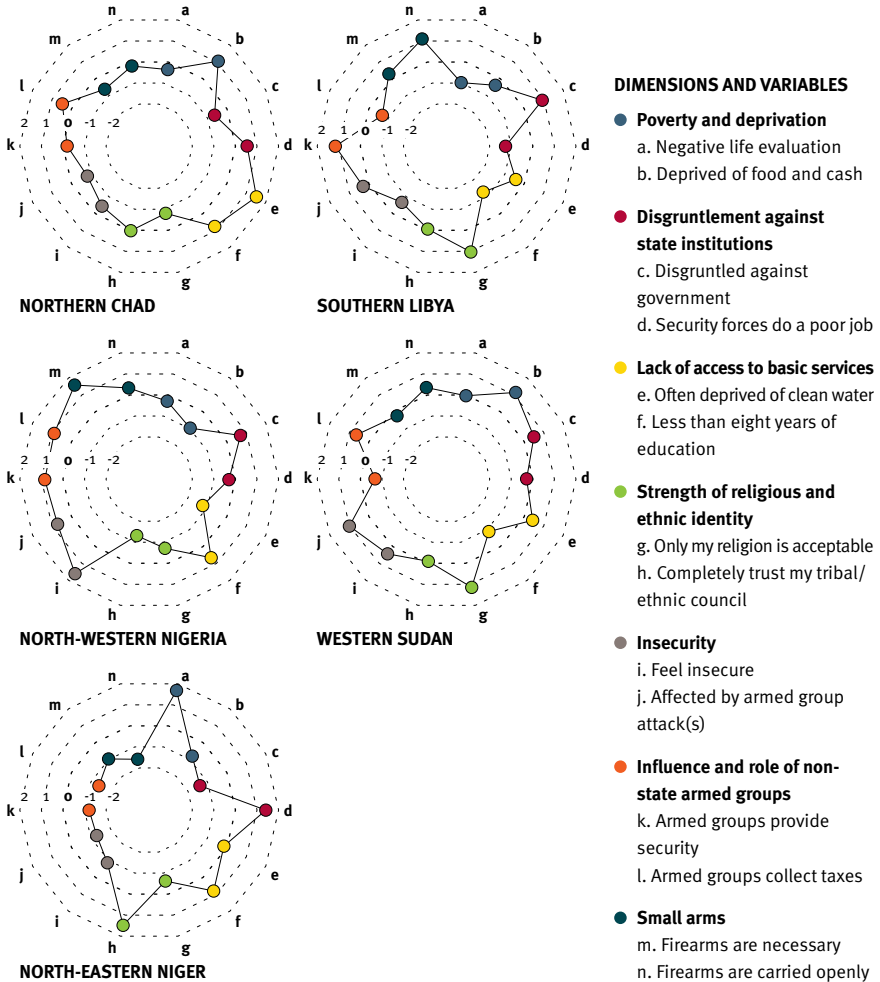 n a
m b
l c
2 1 0 -1 -2
k d
j e
i f
h g
NORTHERN CHAD
n a
m b
l c
2 1 0 -1 -2
k d
j e
i f
h g
SOUTHERN LIBYA
n a
m b
l c
2 1 0 -1 -2
k d
j e
i f
h g
NORTH-WESTERN NIGERIA
n a
m b
l c
2 1 0 -1 -2
k d
j e
i f
h g
WESTERN SUDAN
n a
m b
l c
2 1 0 -1 -2
k d
j e
i f
h g
NORTH-EASTERN NIGER
DIMENSIONS AND VARIABLES
Poverty and deprivation
a. Negative life evaluation
b. Deprived of food and cash
Disgruntlement against
state institutions
c. Disgruntled against
government
d. Security forces do a poor job
Lack of access to basic services
e. Often deprived of clean water
f. Less than eight years of
education
Strength of religious and
ethnic identity
g. Only my religion is acceptable
h. Completely trust my tribal/
ethnic council
Insecurity
i. Feel insecure
j. Affected by armed group
attack(s)
Influence and role of non-
state armed groups
k. Armed groups provide
security
l. Armed groups collect taxes
Small arms
m. Firearms are necessary
n. Firearms are carried openly